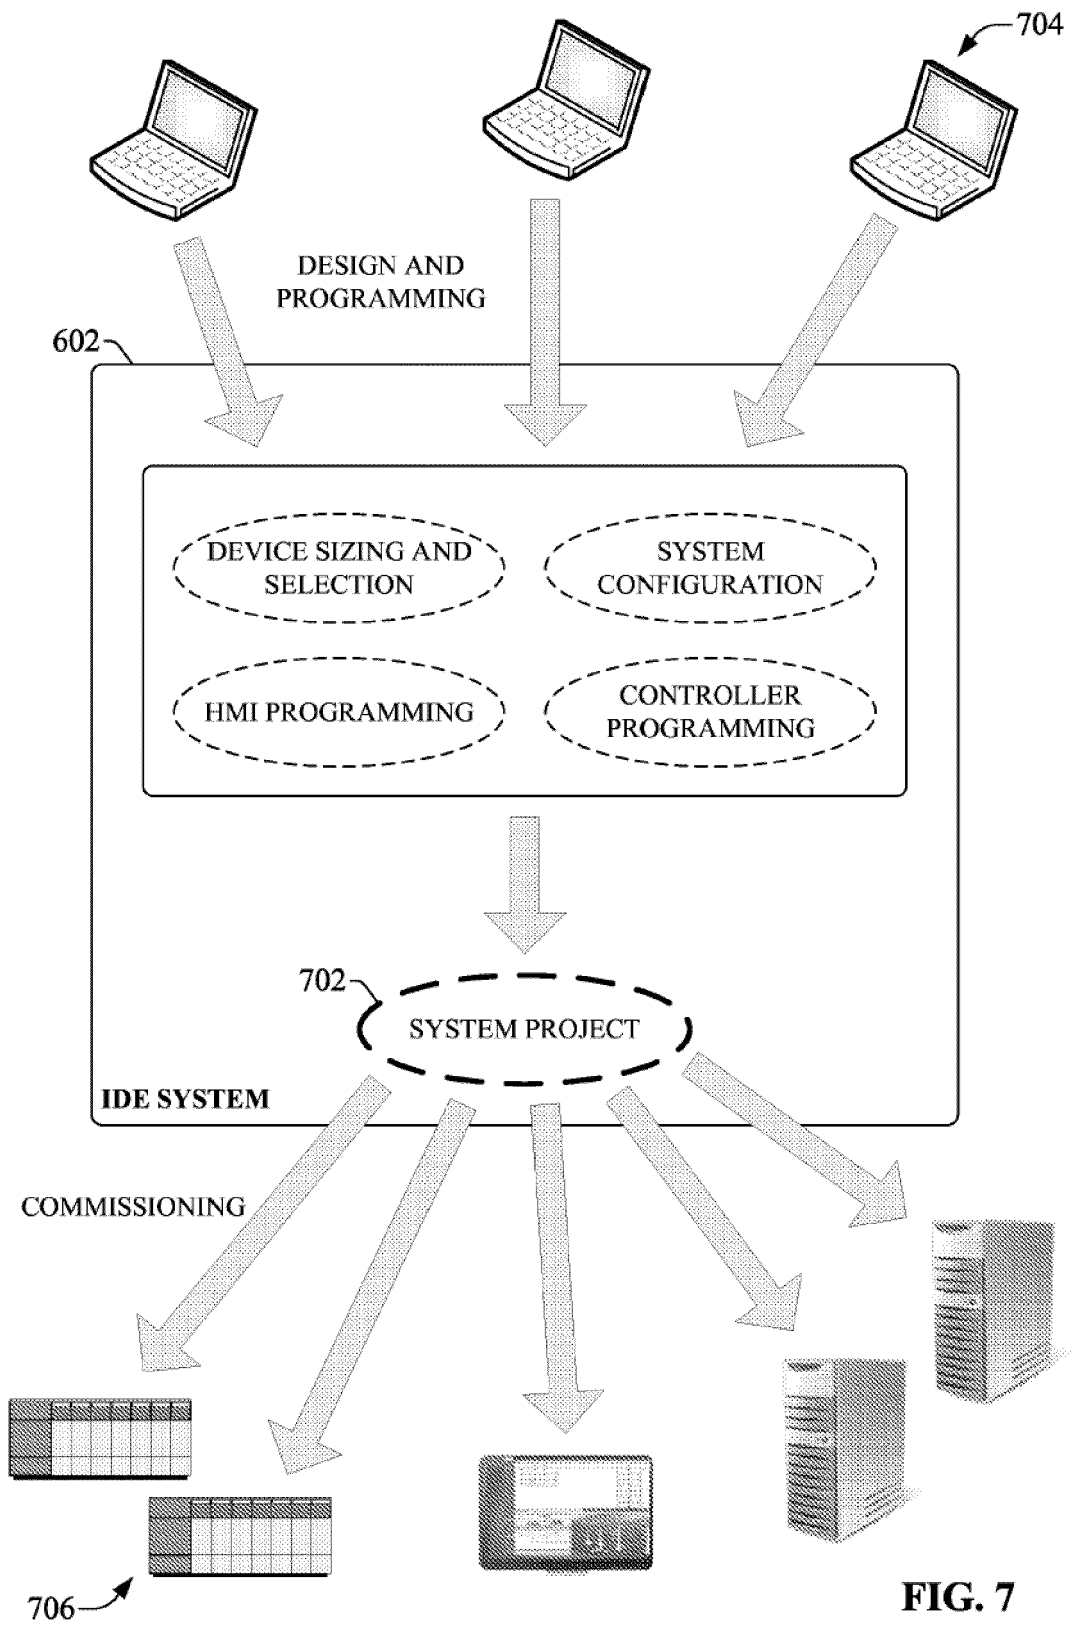 704
DESIGN AND
PROGRAMMING
602
DEVICE SIZING AND
SELECTION
SYSTEM
CONFIGURATION
HMI PROGRAMMING
CONTROLLER
PROGRAMMING
702
SYSTEM PROJECT
IDE SYSTEM
COMMISSIONING
706
FIG. 7